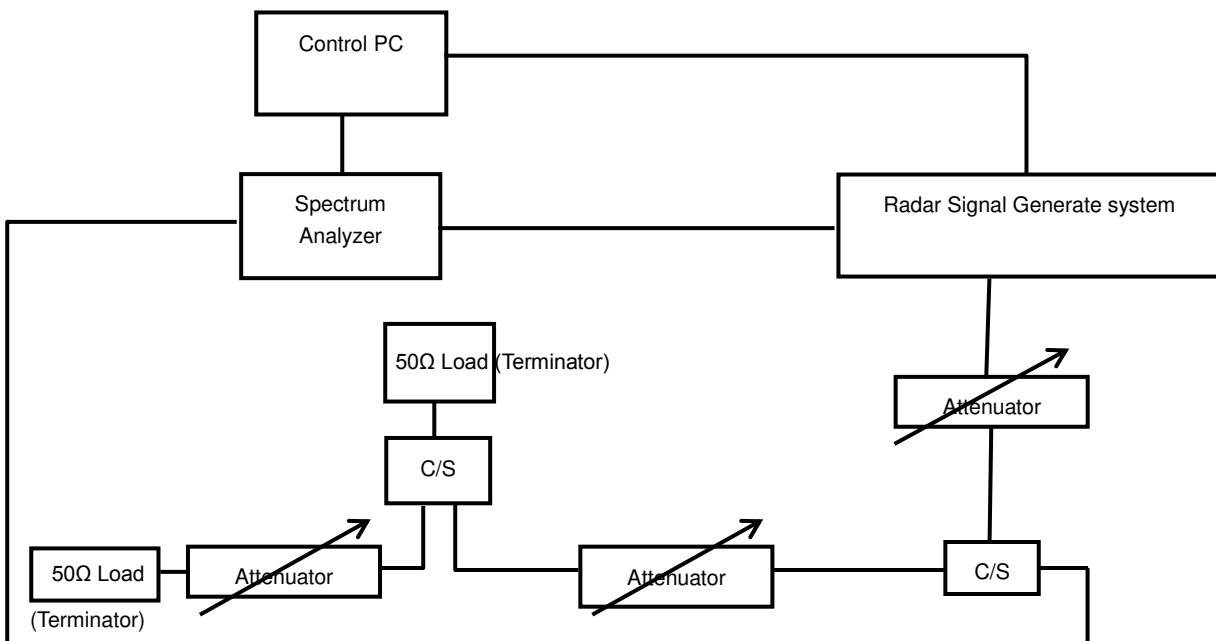 Control PC
Spectrum
Analyzer
Radar Signal Generate system
50Ω Load (Terminator)
Attenuator
C/S
50Ω Load
(Terminator)
Attenuator
Attenuator
C/S